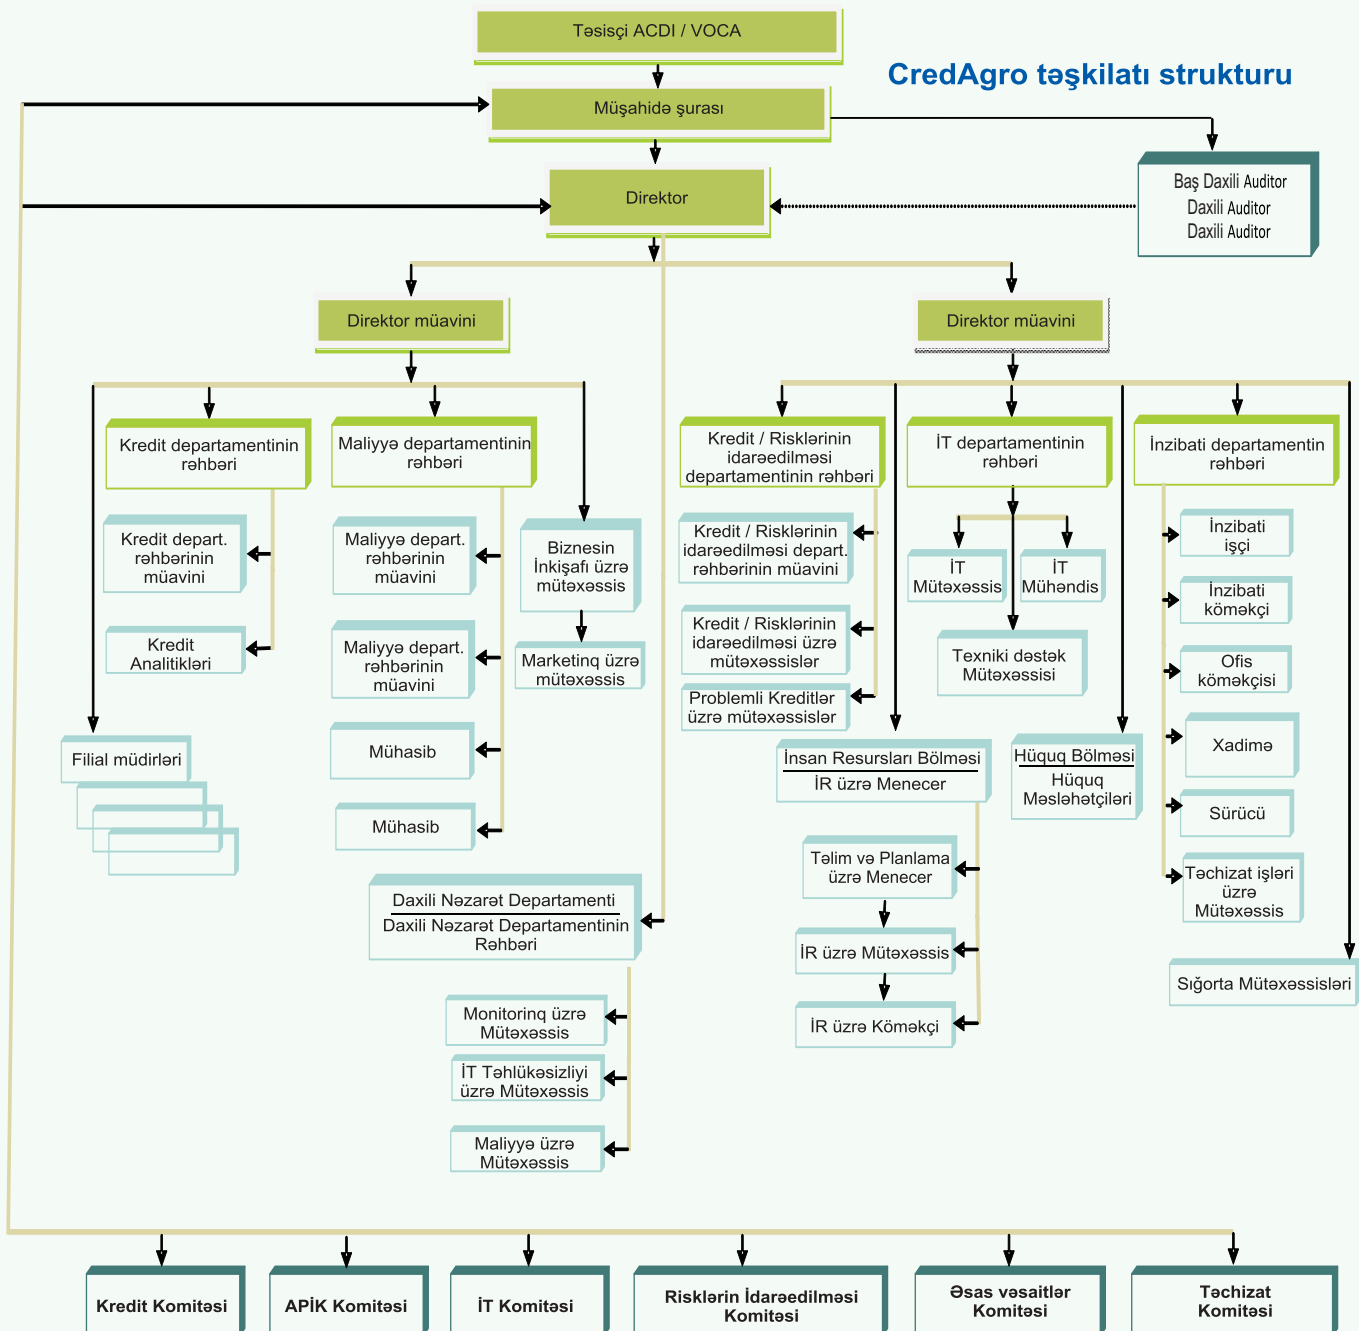 Təsisçi ACDI / VOCA
CredAgro təşkilatı strukturu
Müşahidə şurası
Direktor
Baş Daxili Auditor
Daxili Auditor
Daxili Auditor
Direktor müavini
Direktor müavini
Kredit departamentinin
rəhbəri
Maliyyə departamentinin
rəhbəri
Kredit / Risklərinin
idarəedilməsi
departamentinin rəhbəri
İT departamentinin
rəhbəri
İnzibati departamentin
rəhbəri
Kredit depart.
rəhbərinin
müavini
Maliyyə depart.
rəhbərinin
müavini
Biznesin
İnkişafı üzrə
mütəxəssis
Kredit / Risklərinin
idarəedilməsi depart.
rəhbərinin müavini
İT
Mütəxəssis
İT
Mühəndis
İnzibati
işçi
İnzibati
köməkçi
Kredit
Analitikləri
Maliyyə depart.
rəhbərinin
müavini
Marketinq üzrə
mütəxəssis
Kredit / Risklərinin
idarəedilməsi üzrə
mütəxəssislər
Texniki dəstək
Mütəxəssisi
Ofis
köməkçisi
Problemli Kreditlər
üzrə mütəxəssislər
Filial müdirləri
Mühasib
İnsan Resursları Bölməsi
İR üzrə Menecer
Hüquq Bölməsi
Hüquq
Məsləhətçiləri
Xadimə
Sürücü
Mühasib
Təlim və Planlama
üzrə Menecer
Təchizat işləri
üzrə
Mütəxəssis
Daxili Nəzarət Departamenti
Daxili Nəzarət Departamentinin
Rəhbəri
İR üzrə Mütəxəssis
Sığorta Mütəxəssisləri
Monitorinq üzrə
Mütəxəssis
İR üzrə Köməkçi
İT Təhlükəsizliyi
üzrə Mütəxəssis
Maliyyə üzrə
Mütəxəssis
Kredit Komitəsi
APİK Komitəsi
İT Komitəsi
Risklərin İdarəedilməsi
Komitəsi
Əsas vəsaitlər
Komitəsi
Təchizat
Komitəsi